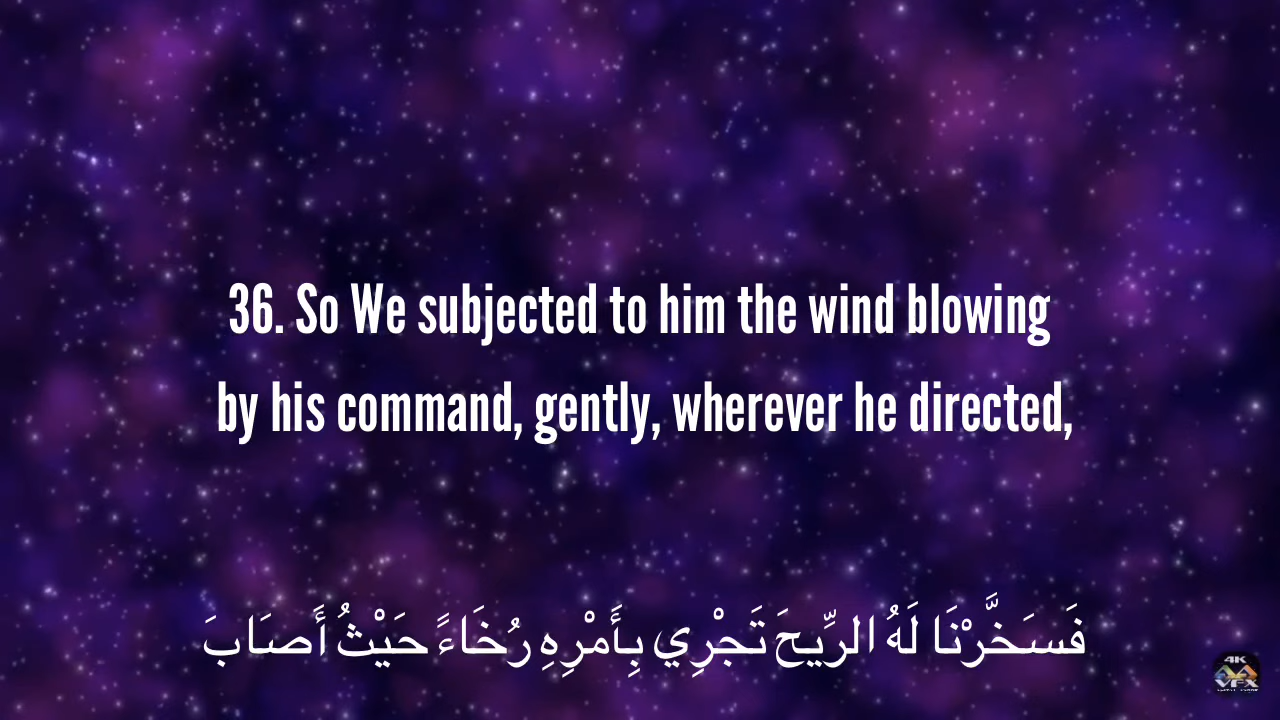 36. So We subjected to him the wind blowing
by his command, gently, wherever he directed,
فَسَخَّرْنَا لَهُ الرِّيحَ تَجْرِي بِأَمْرِهِ رُخَاءً حَيْثُ أَصَابَ
4K
VFX